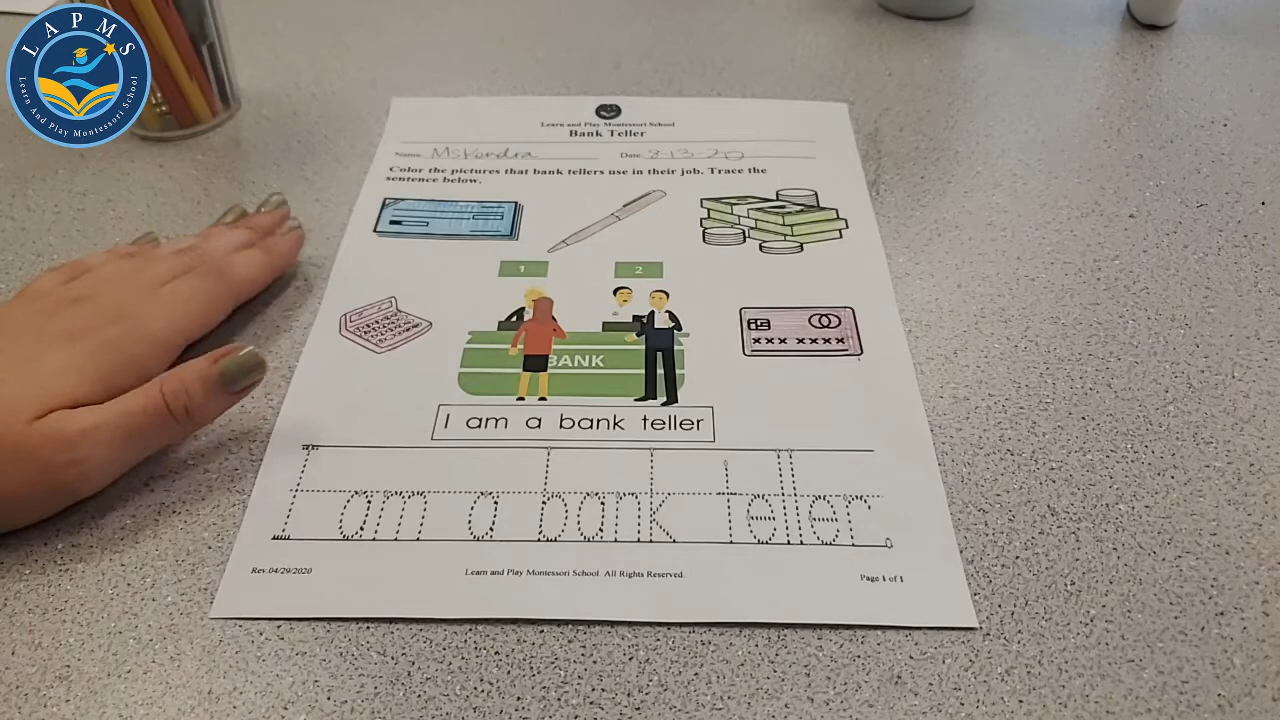 LAPMS
Learn And Play Montessori School
Learn and Play Montessori School
Bank Teller
Name: MsKendra Date: 8-13-20
Color the pictures that bank tellers use in their job. Trace the
sentence below.
1 2
XXX XXXX
BANK
I am a bank teller
I am a bank teller.
Rev.04/29/2020 Learn and Play Montessori School. All Rights Reserved. Page 1 of 1